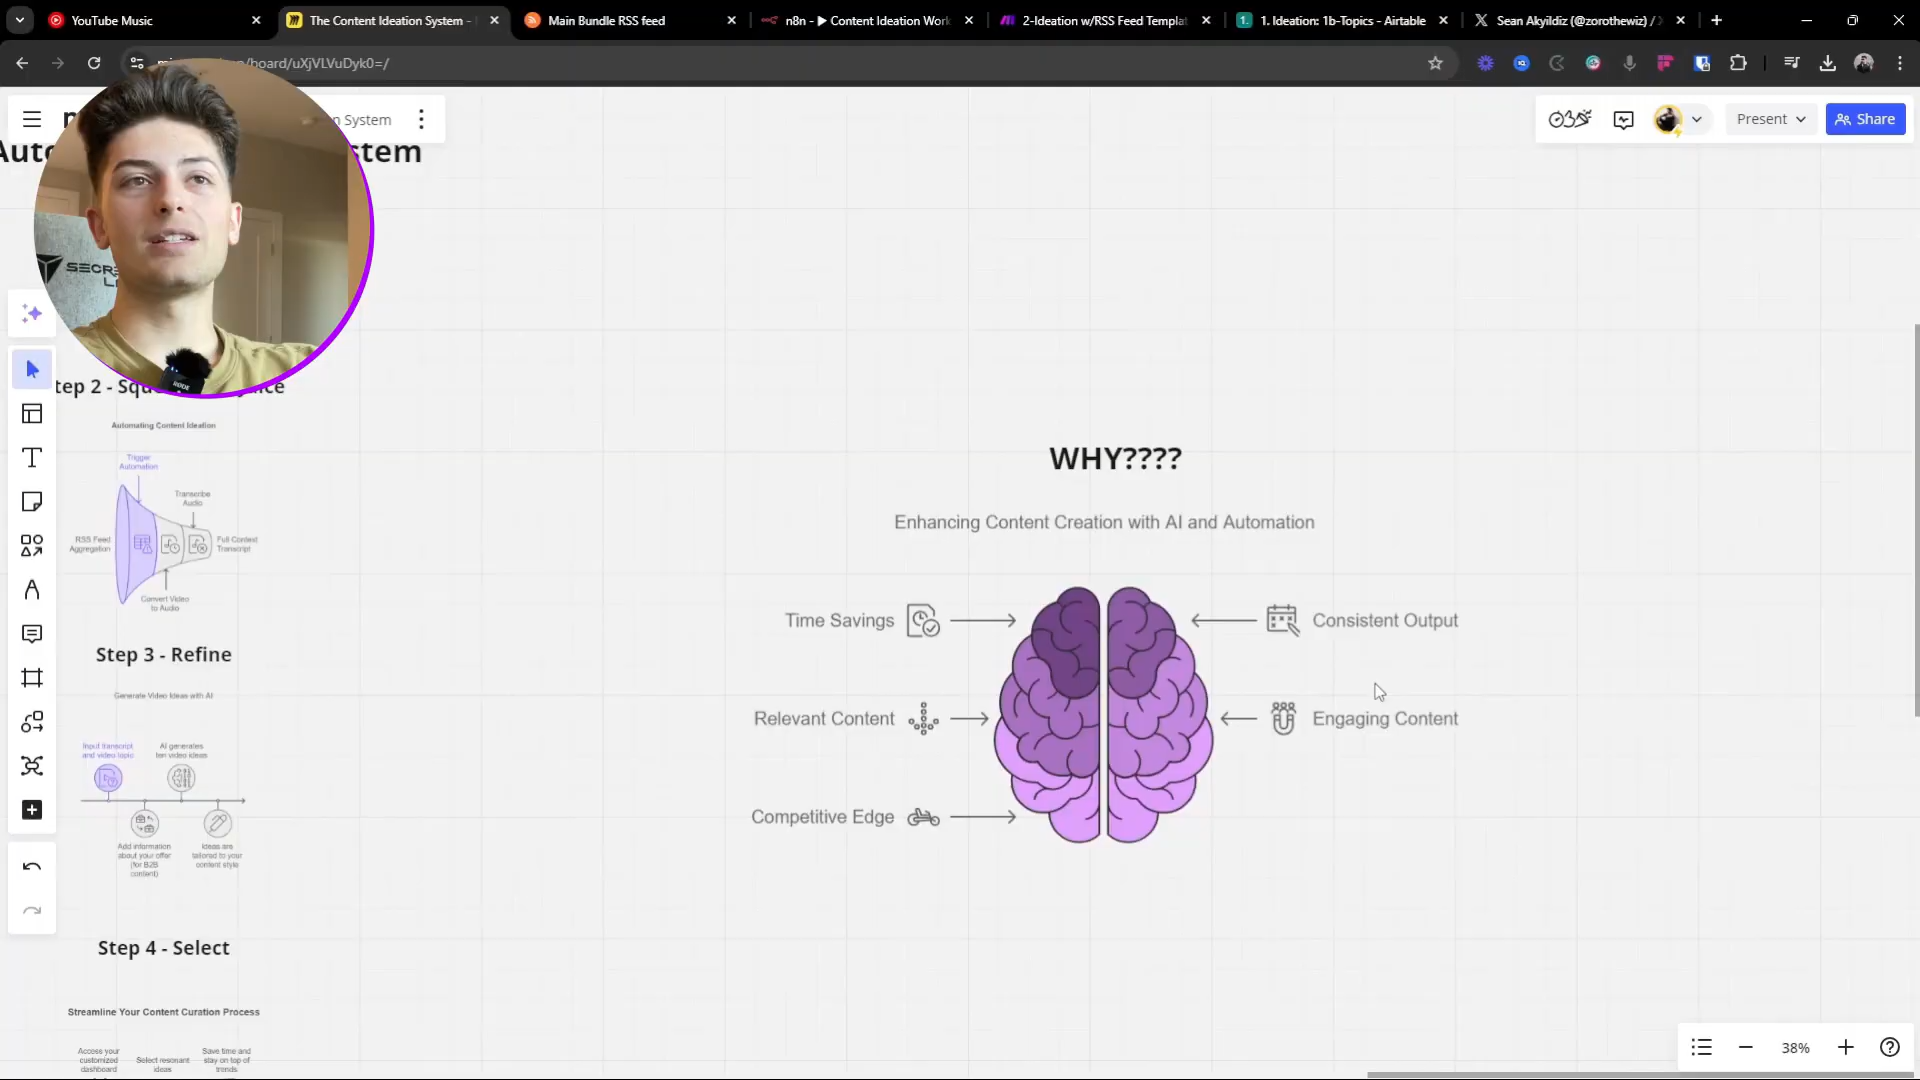 YouTube Music
The Content Ideation System -
Main Bundle RSS feed
n8n - ▶ Content Ideation Work
2-Ideation w/RSS Feed Templat
1. Ideation: 1b-Topics - Airtable
Sean Akyildiz (@zorothewiz) /
/board/uXjVLVuDyk0=/
n System
Present
Share
stem
SECRE
L
RODE
tep 2 - Squ
Automating Content Ideation
Trigger
Automation
Transcribe
Audio
RSS Feed
Aggregation
Full Context
Transcript
Convert Video
to Audio
Step 3 - Refine
Generate Video Ideas with AI
Input transcript
and video topic
AI generates
ten video ideas
Add information
about your offer
(for B2B
content)
Ideas are
tailored to your
content style
Step 4 - Select
Streamline Your Content Curation Process
Access your
customized
dashboard
Select resonant
ideas
Save time and
stay on top of
trends
WHY????
Enhancing Content Creation with AI and Automation
Time Savings
Consistent Output
Relevant Content
Engaging Content
Competitive Edge
38%